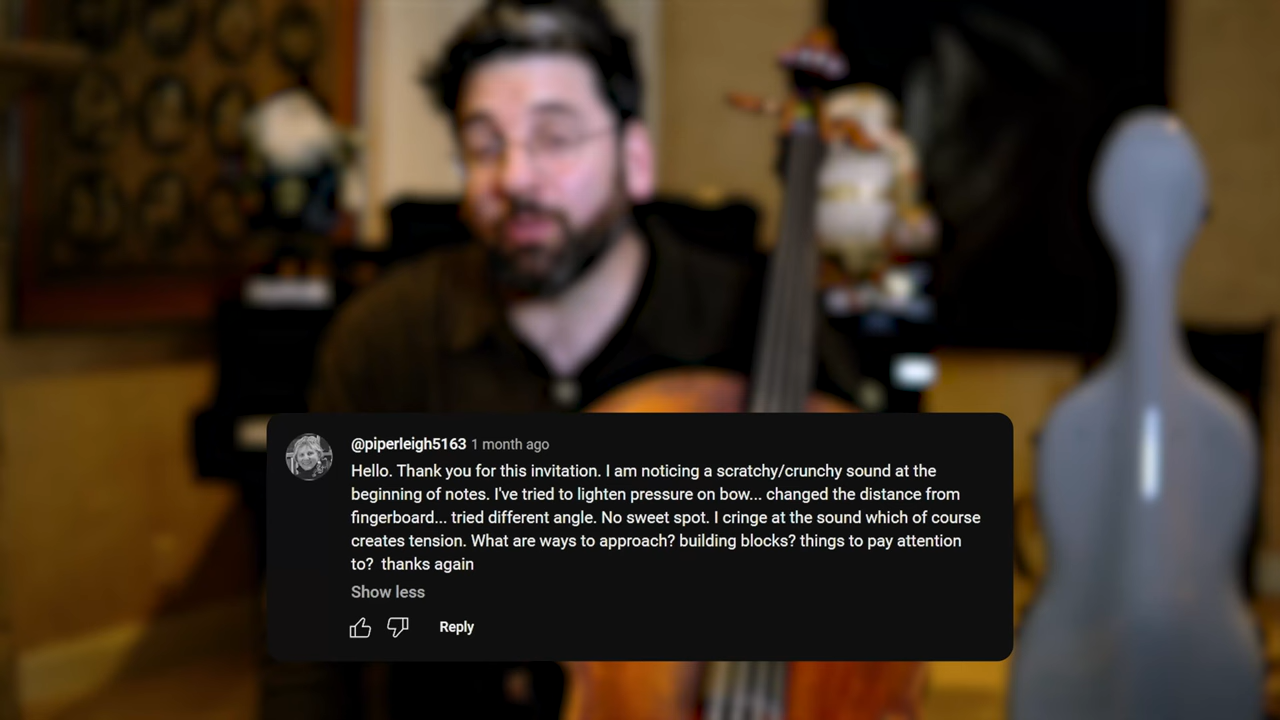 @piperleigh5163 1 month ago
Hello. Thank you for this invitation. I am noticing a scratchy/crunchy sound at the
beginning of notes. I've tried to lighten pressure on bow... changed the distance from
fingerboard... tried different angle. No sweet spot. I cringe at the sound which of course
creates tension. What are ways to approach? building blocks? things to pay attention
to? thanks again
Show less
Reply